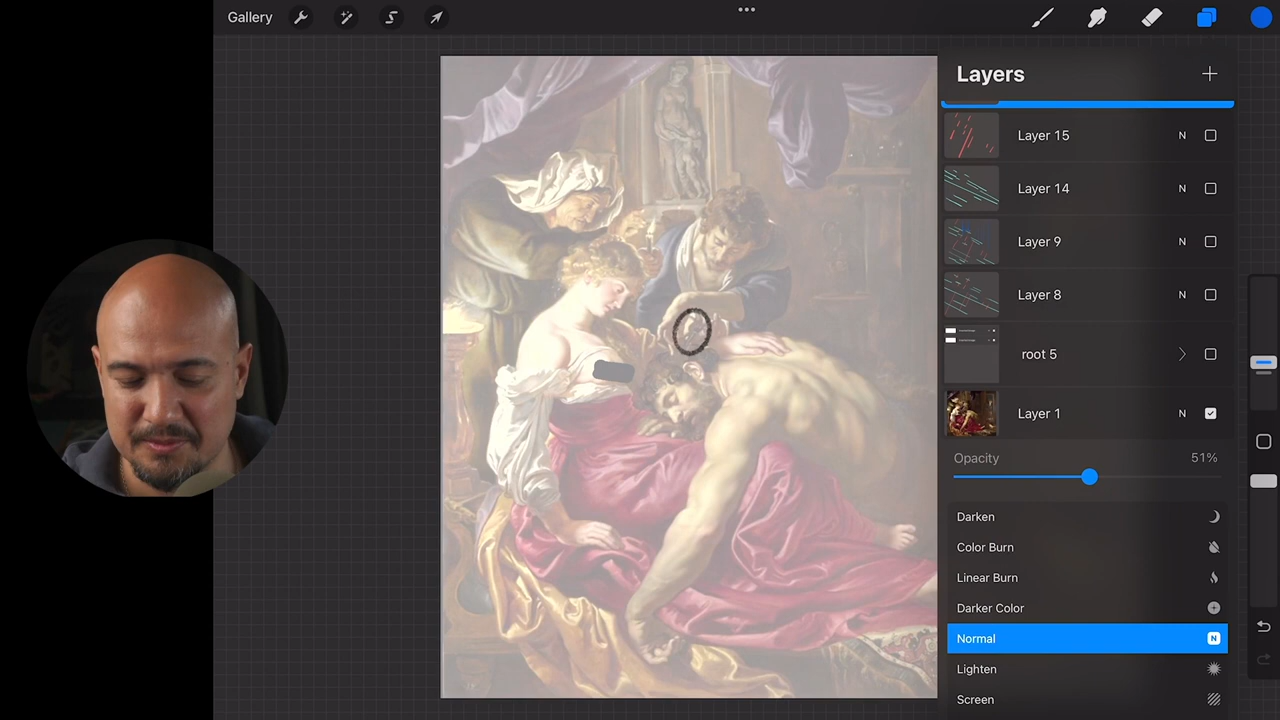 Gallery
Layers
Layer 15 N
Layer 14 N
Layer 9 N
Layer 8 N
root 5
Layer 1 N
Opacity 51%
Darken
Color Burn
Linear Burn
Darker Color
Normal N
Lighten
Screen